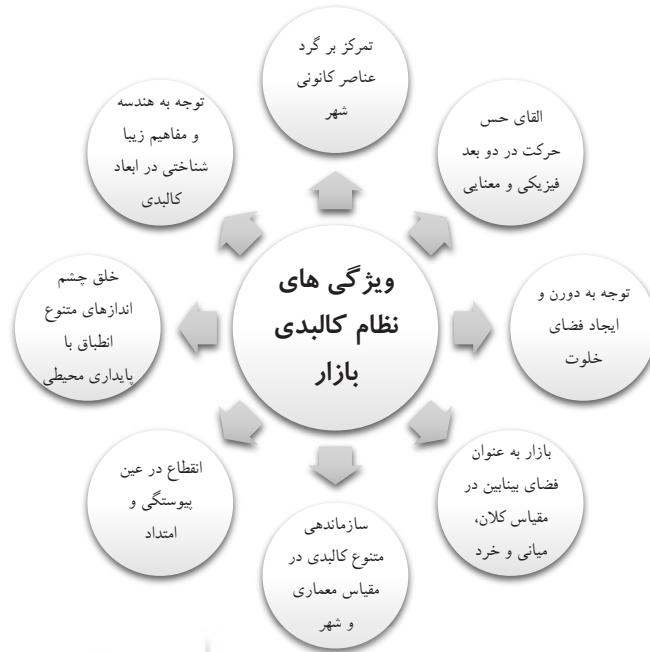 تمرکز بر گرد
عناصر کانونی
شهر
القای حس
حرکت در دو بعد
فیزیکی و معنایی
توجه به دورن و
ایجاد فضای
خلوت
بازار به عنوان
فضای بینابین در
مقیاس کلان،
میانی و خرد
سازماندهی
متنوع کالبدی در
مقیاس معماری
و شهر
انقطاع در عین
پیوستگی و
امتداد
خلق چشم
اندازهای متنوع
انطباق با
پایداری محیطی
توجه به هندسه
و مفاهیم زیبا
شناختی در ابعاد
کالبدی
ویژگی های
نظام کالبدی
بازار